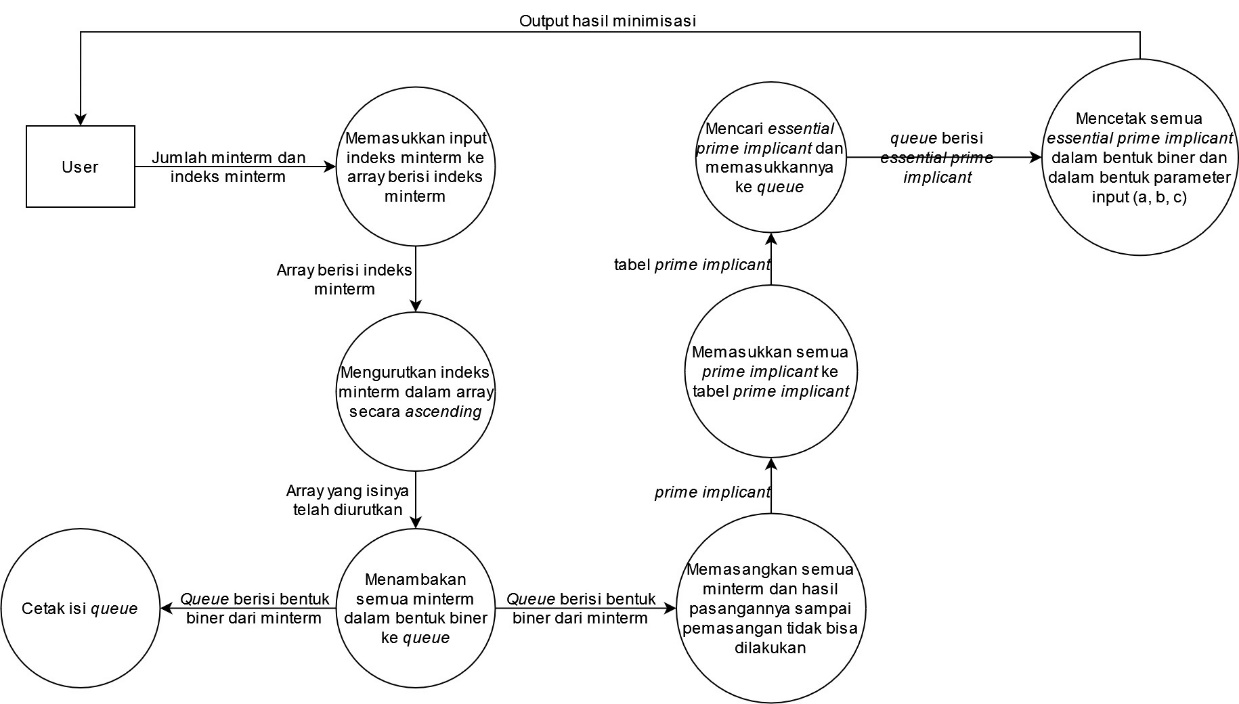 Output hasil minimisasi
User
Jumlah minterm dan
indeks minterm
Memasukkan input
indeks minterm ke
array berisi indeks
minterm
Array berisi indeks
minterm
Mengurutkan indeks
minterm dalam array
secara ascending
Array yang isinya
telah diurutkan
Menambakan
semua minterm
dalam bentuk biner
ke queue
Queue berisi bentuk
biner dari minterm
Cetak isi queue
Queue berisi bentuk
biner dari minterm
Memasangkan semua
minterm dan hasil
pasangannya sampai
pemasangan tidak bisa
dilakukan
prime implicant
Memasukkan semua
prime implicant ke
tabel prime implicant
tabel prime implicant
Mencari essential
prime implicant dan
memasukkannya
ke queue
queue berisi
essential prime
implicant
Mencetak semua
essential prime implicant
dalam bentuk biner dan
dalam bentuk parameter
input (a, b, c)